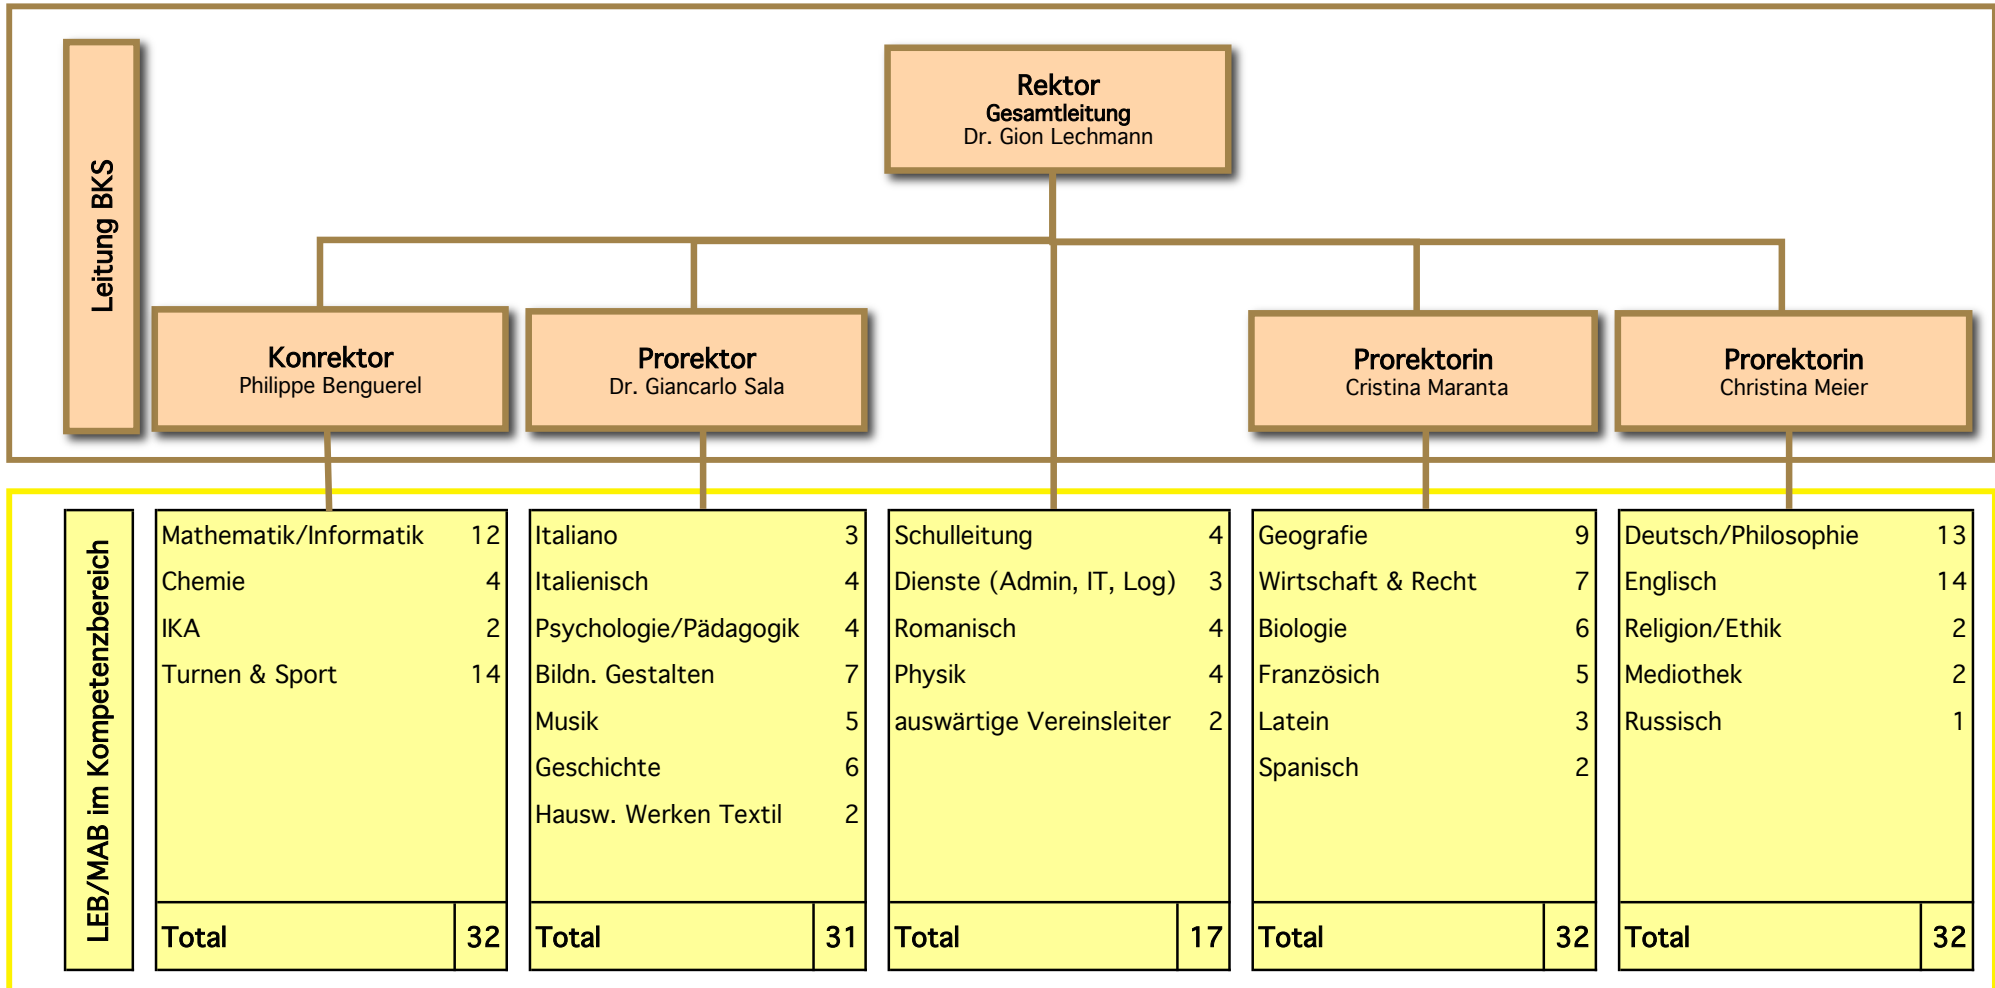 Leitung BKS
Rektor
Gesamtleitung
Dr. Gion Lechmann
Konrektor
Philippe Benguerel
Prorektor
Dr. Giancarlo Sala
Prorektorin
Cristina Maranta
Prorektorin
Christina Meier
LEB/MAB im Kompetenzbereich
Mathematik/Informatik 12
Chemie 4
IKA 2
Turnen & Sport 14
Total 32
Italiano 3
Italienisch 4
Psychologie/Pädagogik 4
Bildn. Gestalten 7
Musik 5
Geschichte 6
Hausw. Werken Textil 2
Total 31
Schulleitung 4
Dienste (Admin, IT, Log) 3
Romanisch 4
Physik 4
auswärtige Vereinsleiter 2
Total 17
Geografie 9
Wirtschaft & Recht 7
Biologie 6
Französich 5
Latein 3
Spanisch 2
Total 32
Deutsch/Philosophie 13
Englisch 14
Religion/Ethik 2
Mediothek 2
Russisch 1
Total 32